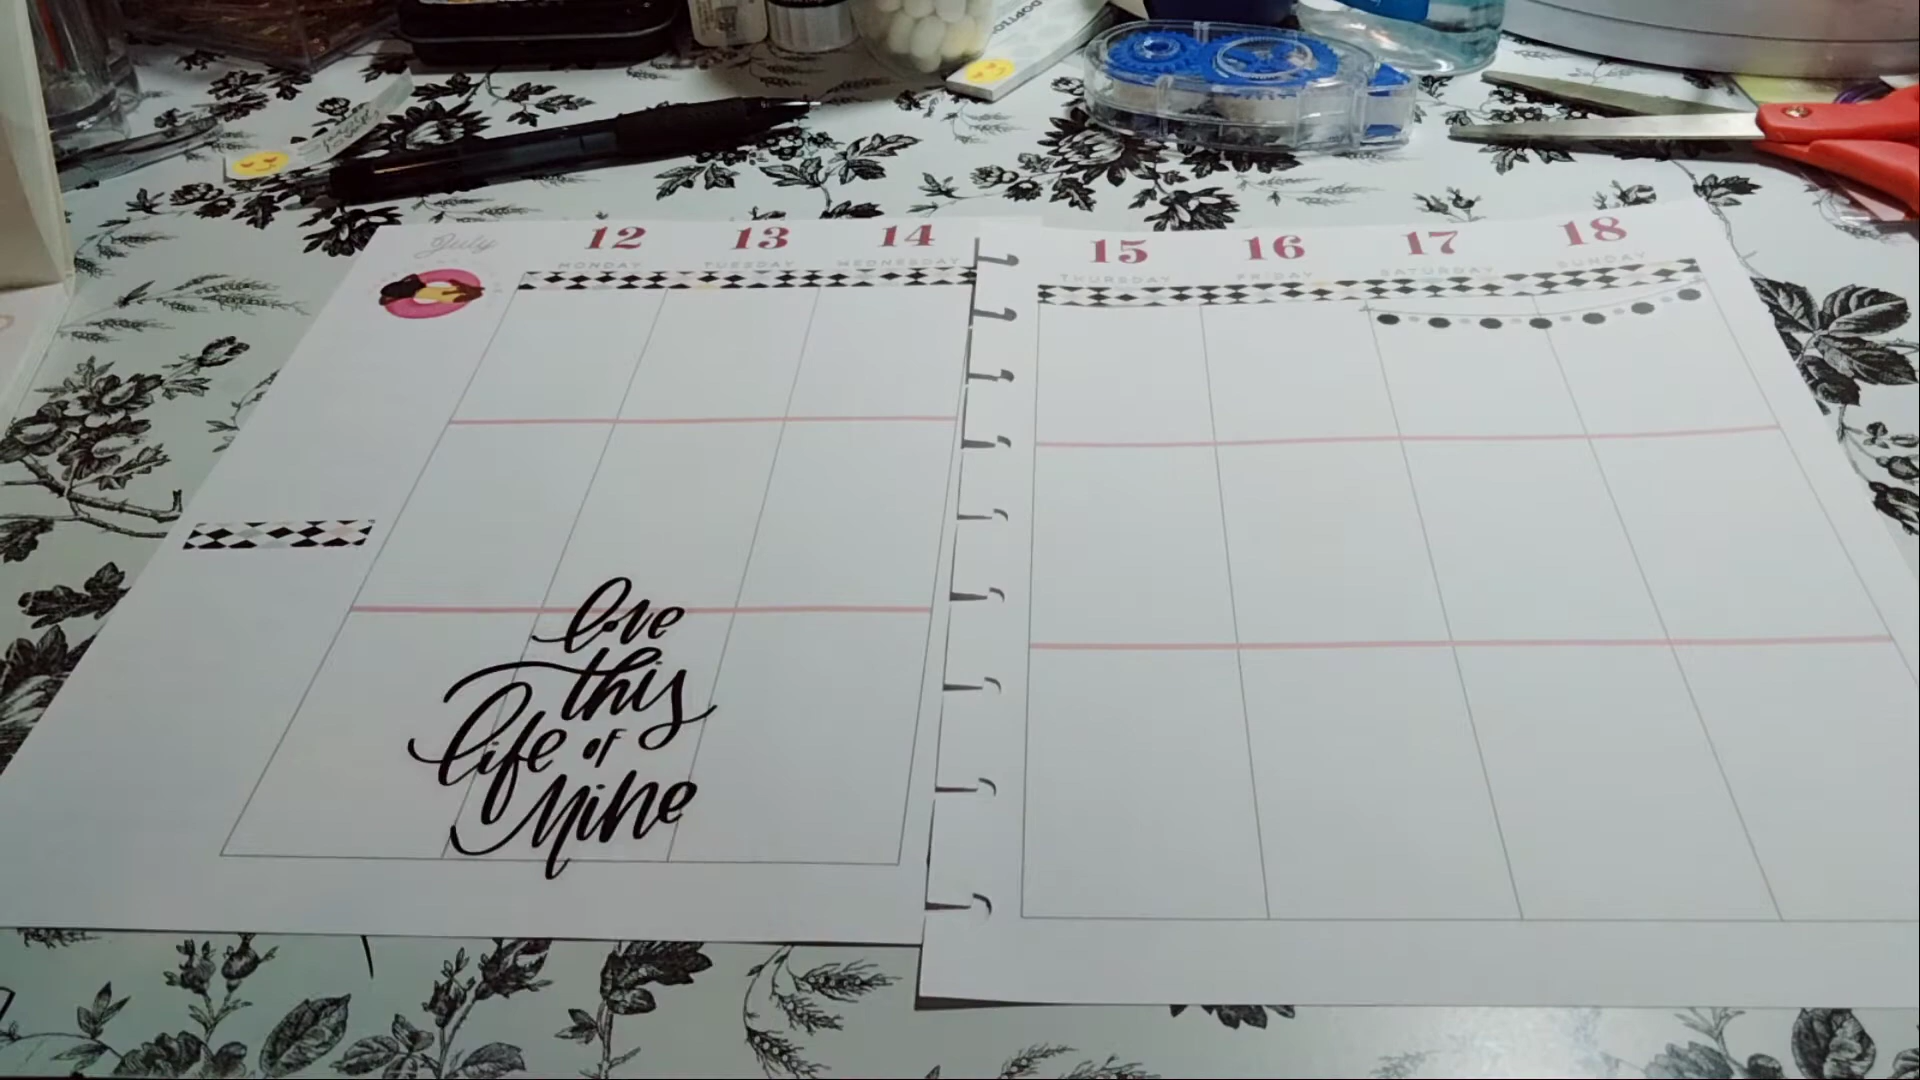 July
12 13 14
MONDAY TUESDAY WEDNESDAY
15 16 17 18
THURSDAY FRIDAY SATURDAY SUNDAY
love
this
life of
Mine